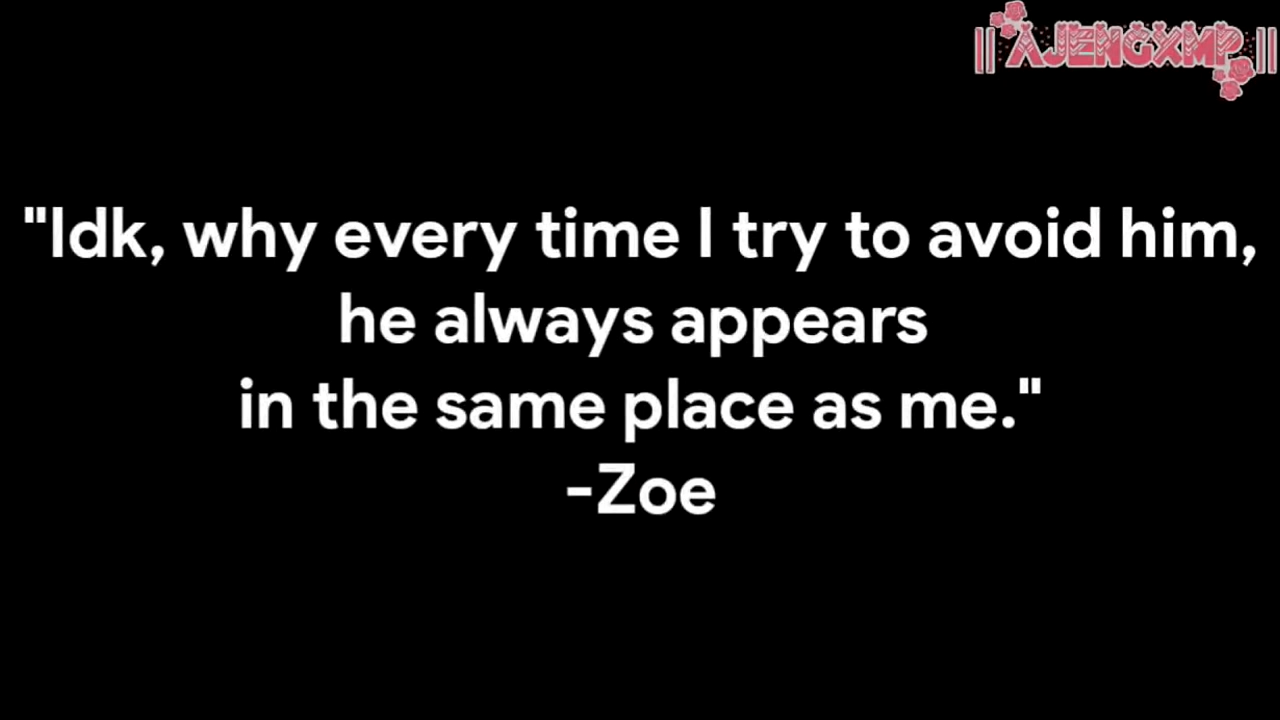 || AJENGXMP ||
"Idk, why every time I try to avoid him,
he always appears
in the same place as me."
-Zoe